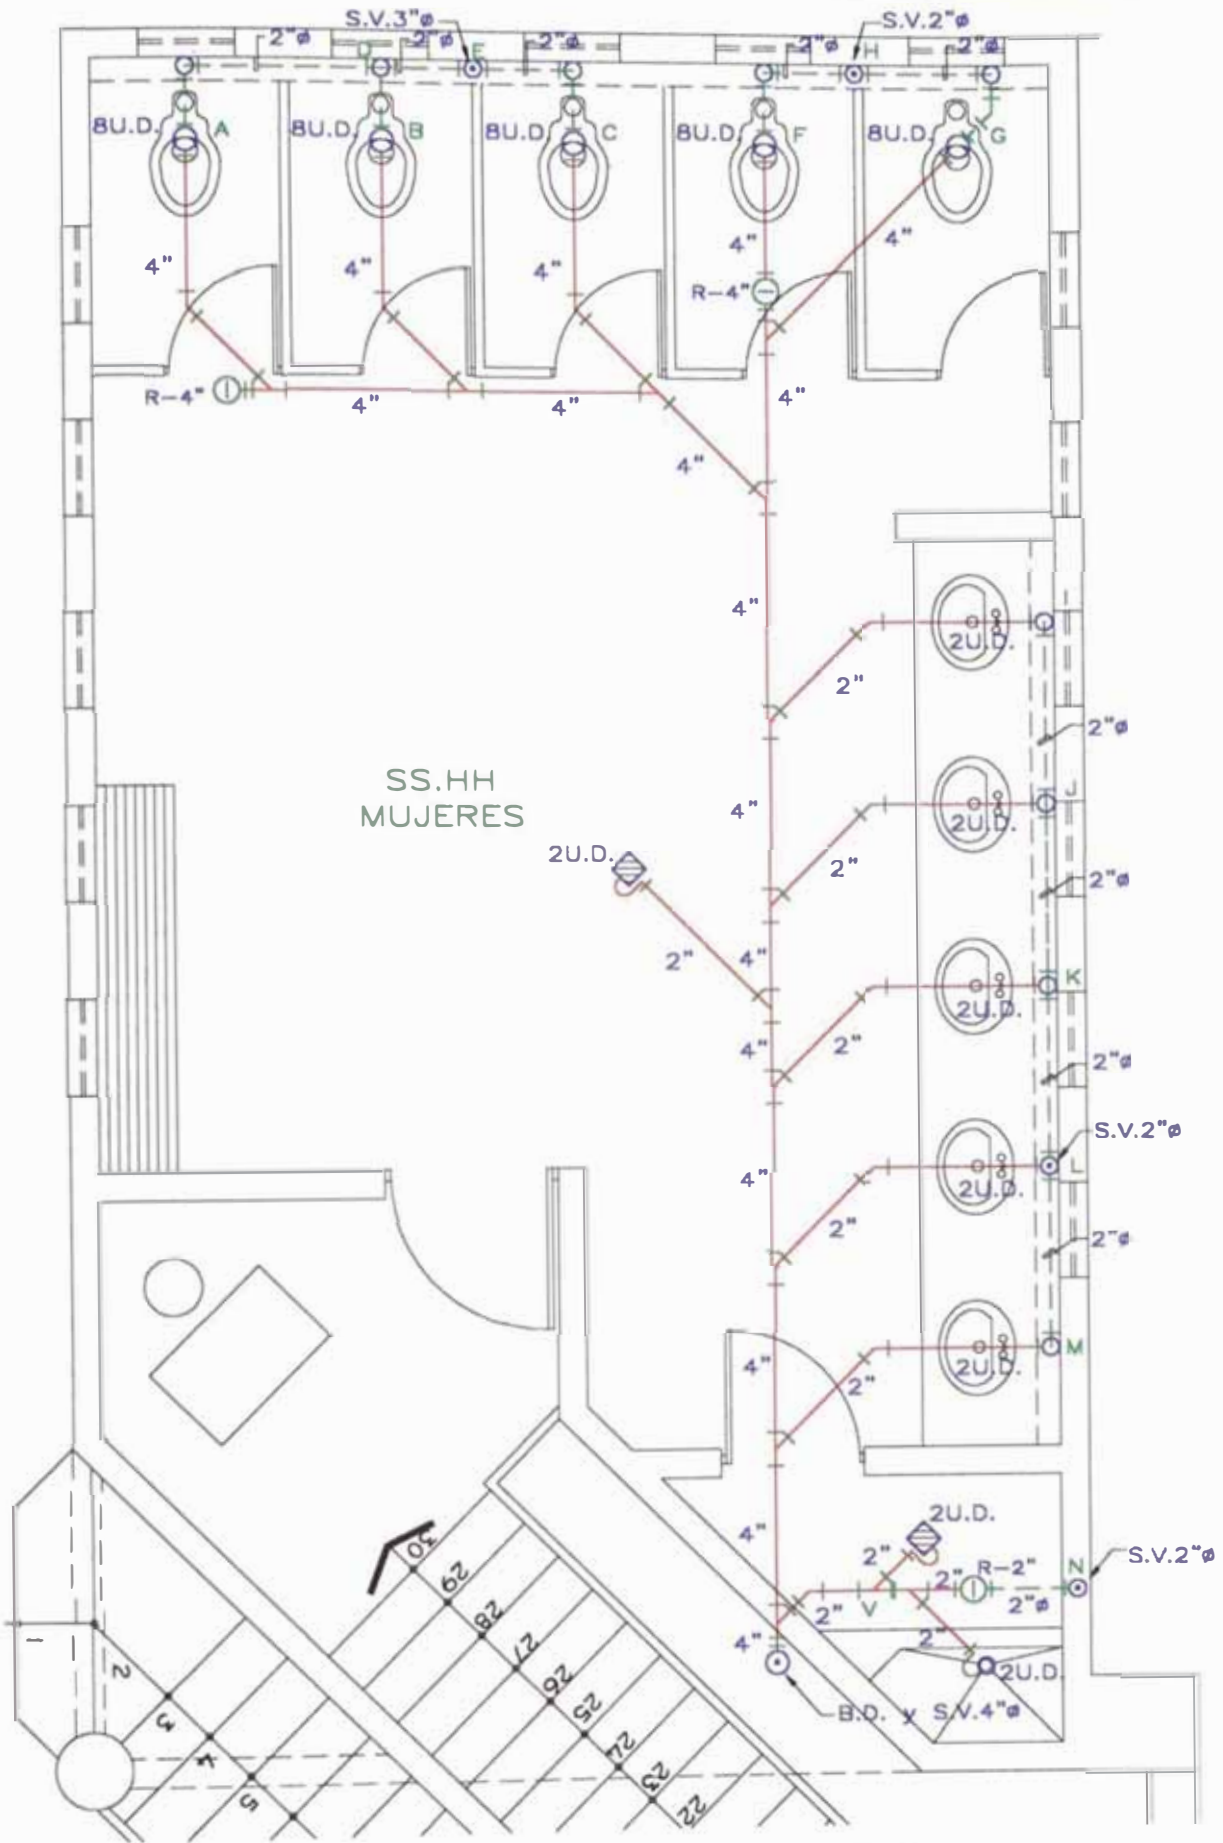 S.V.3"ø
S.V.2"ø
2"ø
D
2"ø
E
2"ø
2"ø
H
2"ø
8U.D.
A
8U.D.
B
8U.D.
C
8U.D.
F
8U.D.
G
4"
4"
4"
4"
4"
R-4"
R-4"
4"
4"
4"
4"
4"
I
2U.D.
2"
2"ø
SS.HH
MUJERES
4"
J
2U.D.
2U.D.
2"
2"ø
2"
4"
K
2U.D.
4"
2"
2"ø
S.V.2"ø
4"
L
2U.D.
2"
2"ø
4"
M
2U.D.
2"
4"
2U.D.
2"
2"
R-2"
N
S.V.2"ø
2"
V
2"ø
4"
2"
2U.D.
B.D. y S.V.4"ø
30
29
28
27
26
25
24
23
22
1
2
3
4
5